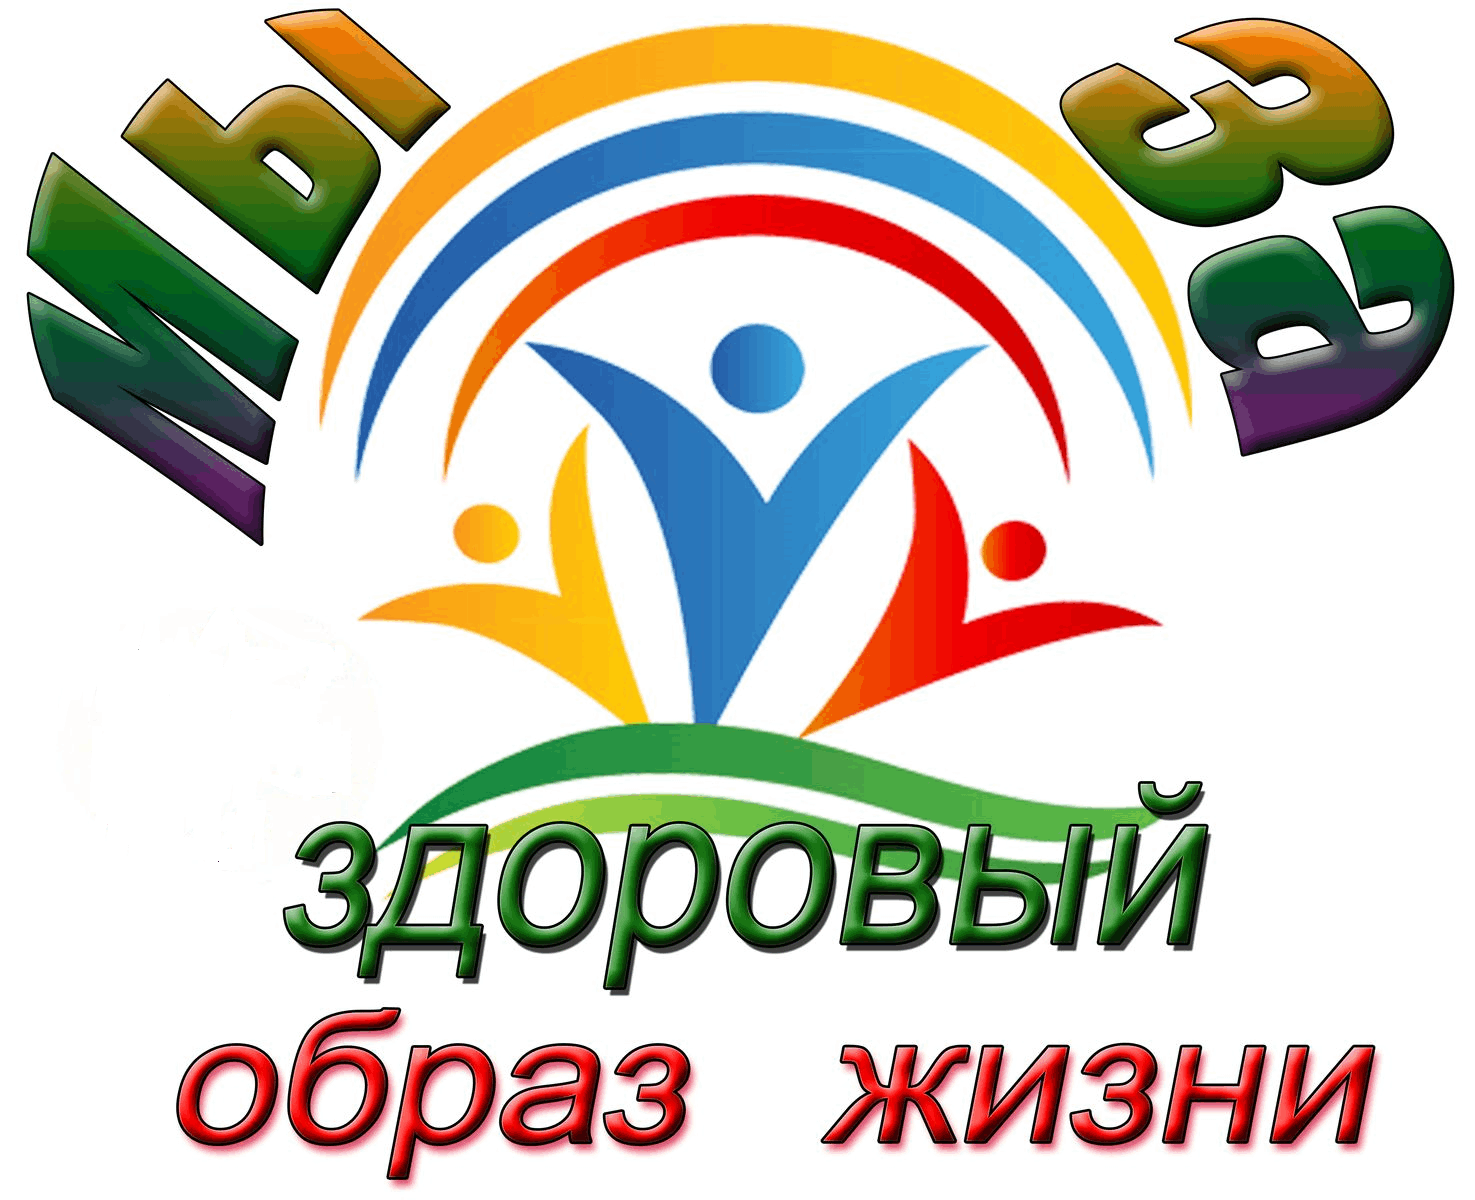 Мы за
здоровый
образ жизни